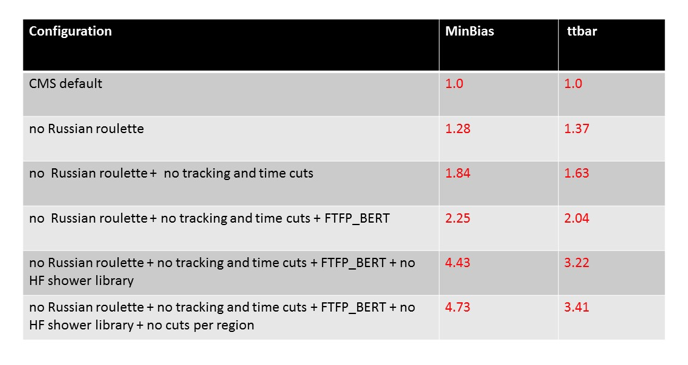 Configuration MinBias ttbar
CMS default 1.0 1.0
no Russian roulette 1.28 1.37
no Russian roulette + no tracking and time cuts 1.84 1.63
no Russian roulette + no tracking and time cuts + FTFP_BERT 2.25 2.04
no Russian roulette + no tracking and time cuts + FTFP_BERT + no 4.43 3.22
HF shower library
no Russian roulette + no tracking and time cuts + FTFP_BERT + no 4.73 3.41
HF shower library + no cuts per region